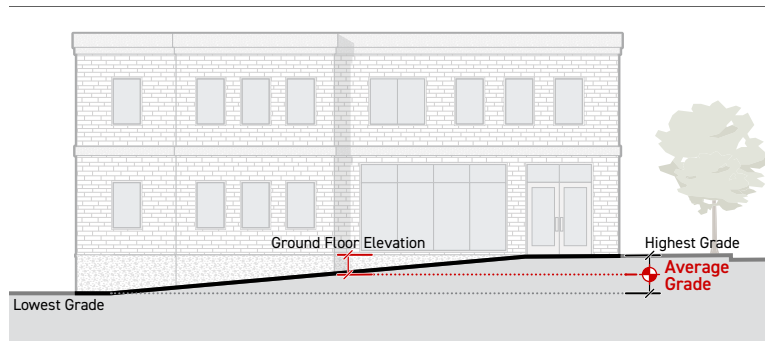 Ground Floor Elevation
Highest Grade
Average
Grade
Lowest Grade